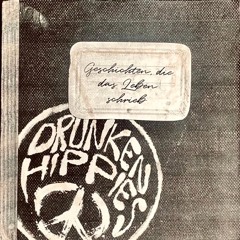 Geschichten, die
das Leben
schrieb
DRUNKEN
HIPPIES